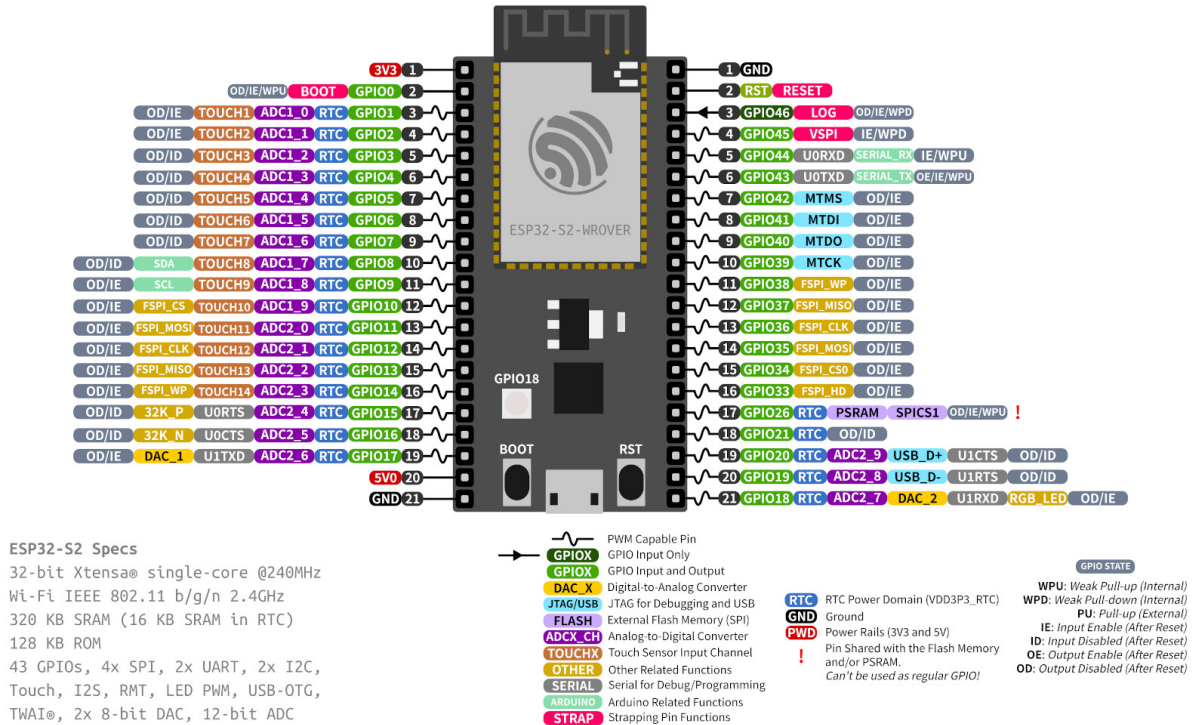 3V3 1
OD/IE/WPU BOOT GPIO0 2
OD/IE TOUCH1 ADC1_0 RTC GPIO1 3
OD/IE TOUCH2 ADC1_1 RTC GPIO2 4
OD/ID TOUCH3 ADC1_2 RTC GPIO3 5
OD/ID TOUCH4 ADC1_3 RTC GPIO4 6
OD/ID TOUCH5 ADC1_4 RTC GPIO5 7
OD/ID TOUCH6 ADC1_5 RTC GPIO6 8
OD/ID TOUCH7 ADC1_6 RTC GPIO7 9
OD/ID SDA TOUCH8 ADC1_7 RTC GPIO8 10
OD/IE SCL TOUCH9 ADC1_8 RTC GPIO9 11
OD/IE FSPI_CS TOUCH10 ADC1_9 RTC GPIO10 12
OD/IE FSPI_MOSI TOUCH11 ADC2_0 RTC GPIO11 13
OD/IE FSPI_CLK TOUCH12 ADC2_1 RTC GPIO12 14
OD/IE FSPI_MISO TOUCH13 ADC2_2 RTC GPIO13 15
OD/IE FSPI_WP TOUCH14 ADC2_3 RTC GPIO14 16
OD/ID 32K_P U0RTS ADC2_4 RTC GPIO15 17
OD/ID 32K_N U0CTS ADC2_5 RTC GPIO16 18
OD/IE DAC_1 U1TXD ADC2_6 RTC GPIO17 19
5V0 20
GND 21
ESP32-S2-WROVER
GPIO18
BOOT
RST
1 GND
2 RST RESET
3 GPIO46 LOG OD/IE/WPD
4 GPIO45 VSPI IE/WPD
5 GPIO44 U0RXD SERIAL_RX IE/WPU
6 GPIO43 U0TXD SERIAL_TX OE/IE/WPU
7 GPIO42 MTMS OD/IE
8 GPIO41 MTDI OD/IE
9 GPIO40 MTDO OD/IE
10 GPIO39 MTCK OD/IE
11 GPIO38 FSPI_WP OD/IE
12 GPIO37 FSPI_MISO OD/IE
13 GPIO36 FSPI_CLK OD/IE
14 GPIO35 FSPI_MOSI OD/IE
15 GPIO34 FSPI_CS0 OD/IE
16 GPIO33 FSPI_HD OD/IE
17 GPIO26 RTC PSRAM SPICS1 OD/IE/WPU !
18 GPIO21 RTC OD/ID
19 GPIO20 RTC ADC2_9 USB_D+ U1CTS OD/ID
20 GPIO19 RTC ADC2_8 USB_D- U1RTS OD/ID
21 GPIO18 RTC ADC2_7 DAC_2 U1RXD RGB_LED OD/IE
ESP32-S2 Specs
32-bit Xtensa® single-core @240MHz
Wi-Fi IEEE 802.11 b/g/n 2.4GHz
320 KB SRAM (16 KB SRAM in RTC)
128 KB ROM
43 GPIOs, 4x SPI, 2x UART, 2x I2C,
Touch, I2S, RMT, LED PWM, USB-OTG,
TWAI®, 2x 8-bit DAC, 12-bit ADC
PWM Capable Pin
GPIOX GPIO Input Only
GPIOX GPIO Input and Output
DAC_X Digital-to-Analog Converter
JTAG/USB JTAG for Debugging and USB
FLASH External Flash Memory (SPI)
ADCX_CH Analog-to-Digital Converter
TOUCHX Touch Sensor Input Channel
OTHER Other Related Functions
SERIAL Serial for Debug/Programming
ARDUINO Arduino Related Functions
STRAP Strapping Pin Functions
RTC RTC Power Domain (VDD3P3_RTC)
GND Ground
PWD Power Rails (3V3 and 5V)
! Pin Shared with the Flash Memory
and/or PSRAM.
Can't be used as regular GPIO!
GPIO STATE
WPU: Weak Pull-up (Internal)
WPD: Weak Pull-down (Internal)
PU: Pull-up (External)
IE: Input Enable (After Reset)
ID: Input Disabled (After Reset)
OE: Output Enable (After Reset)
OD: Output Disabled (After Reset)